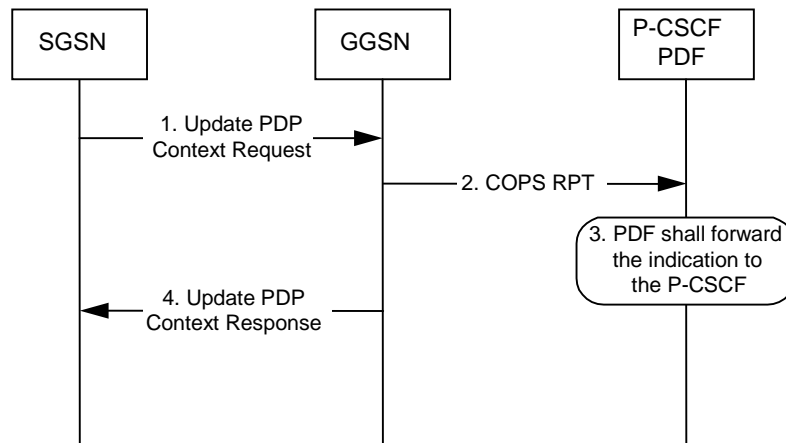 SGSN
GGSN
P-CSCF
PDF
1. Update PDP
Context Request
2. COPS RPT
3. PDF shall forward
the indication to
the P-CSCF
4. Update PDP
Context Response